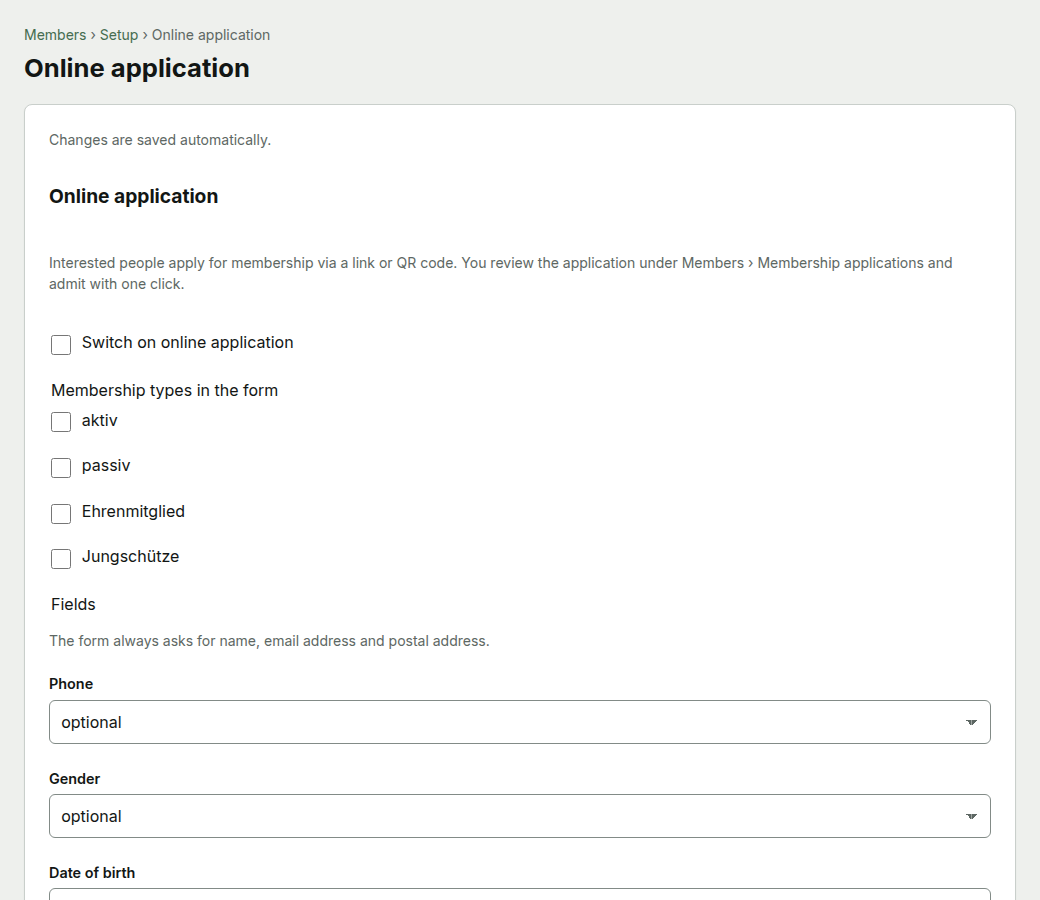 Members › Setup › Online application
Online application
Changes are saved automatically.
Online application
Interested people apply for membership via a link or QR code. You review the application under Members › Membership applications and
admit with one click.
Switch on online application
Membership types in the form
aktiv
passiv
Ehrenmitglied
Jungschütze
Fields
The form always asks for name, email address and postal address.
Phone
optional
Gender
optional
Date of birth